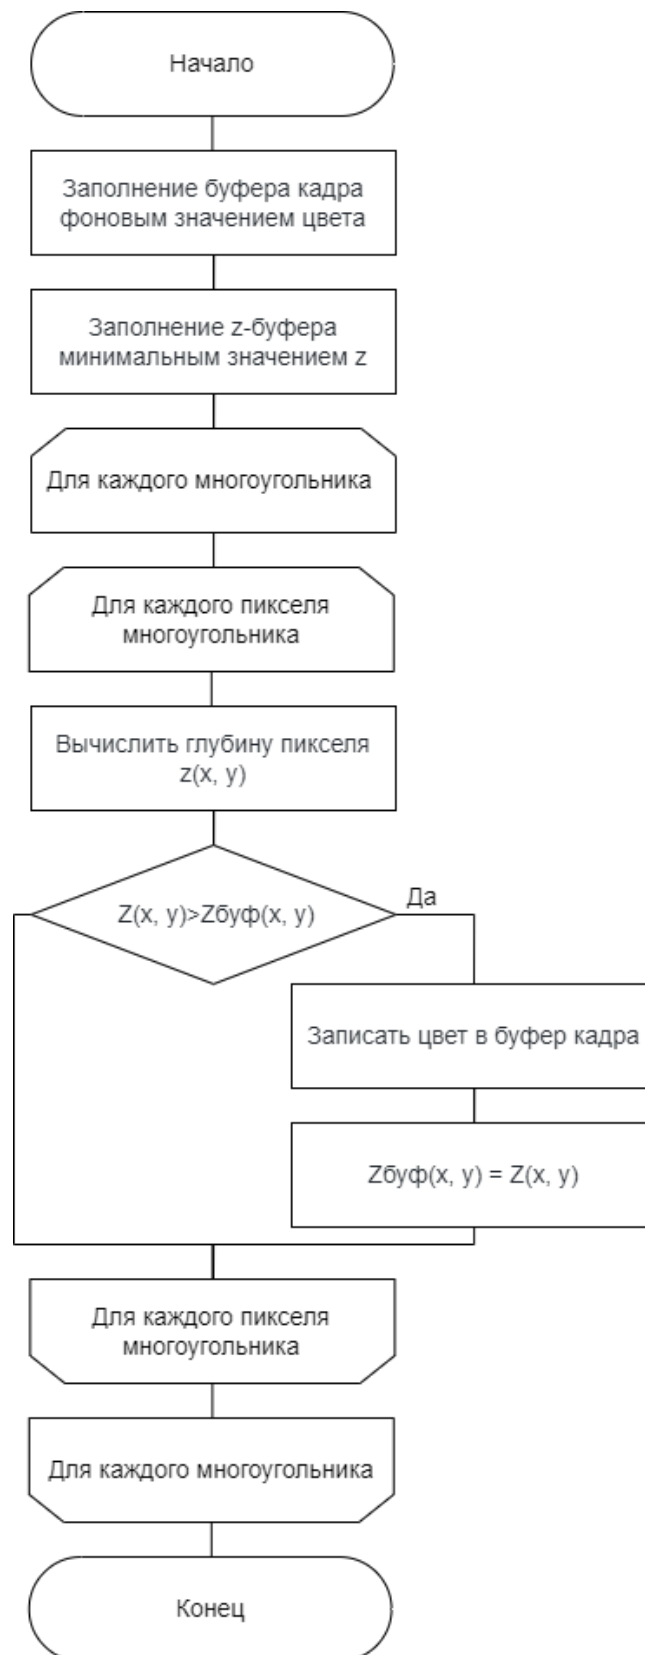 Начало
Заполнение буфера кадра
фоновым значением цвета
Заполнение z-буфера
минимальным значением z
Для каждого многоугольника
Для каждого пикселя
многоугольника
Вычислить глубину пикселя
z(x, y)
Z(x, y)>Zбуф(x, y)
Да
Записать цвет в буфер кадра
Zбуф(x, y) = Z(x, y)
Для каждого пикселя
многоугольника
Для каждого многоугольника
Конец